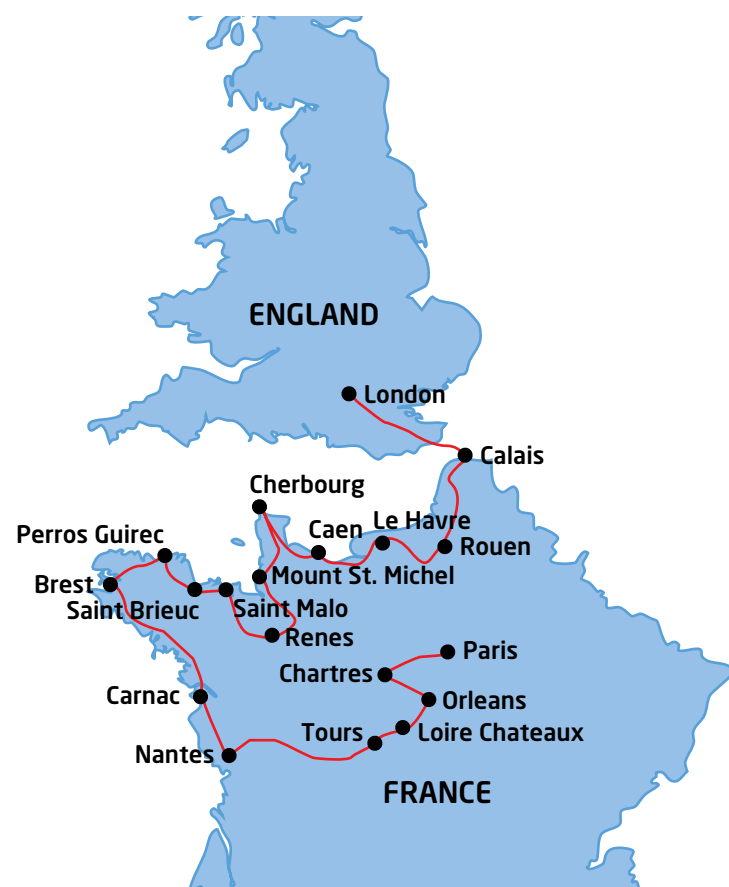 ENGLAND
London
Calais
Cherbourg
Le Havre
Caen
Perros Guirec
Rouen
Mount St. Michel
Brest
Saint Brieuc
Saint Malo
Renes
Paris
Chartres
Carnac
Orleans
Tours
Loire Chateaux
Nantes
FRANCE